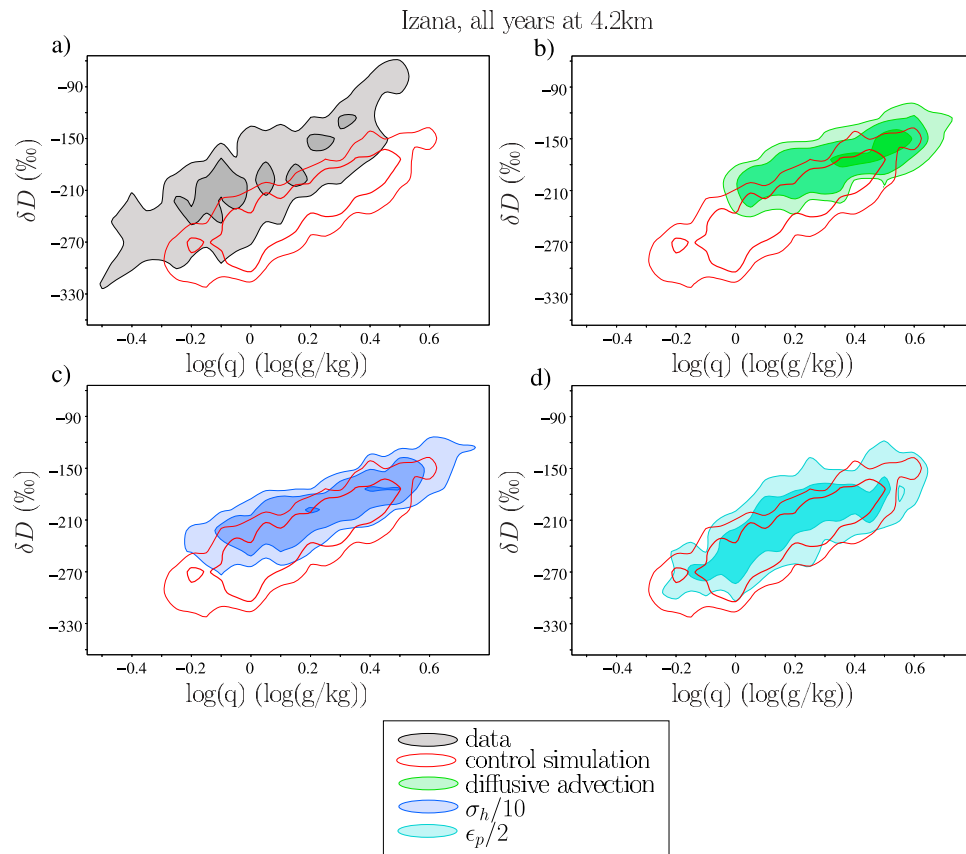 Izana, all years at 4.2km
a)
b)
−90
−150
−210
−270
−330
δD (‰)
−0.4 −0.2 0 0.2 0.4 0.6
log(q) (log(g/kg))
−90
−150
−210
−270
−330
δD (‰)
−0.4 −0.2 0 0.2 0.4 0.6
log(q) (log(g/kg))
c)
d)
−90
−150
−210
−270
−330
δD (‰)
−0.4 −0.2 0 0.2 0.4 0.6
log(q) (log(g/kg))
−90
−150
−210
−270
−330
δD (‰)
−0.4 −0.2 0 0.2 0.4 0.6
log(q) (log(g/kg))
data
control simulation
diffusive advection
σ_h/10
ϵ_p/2